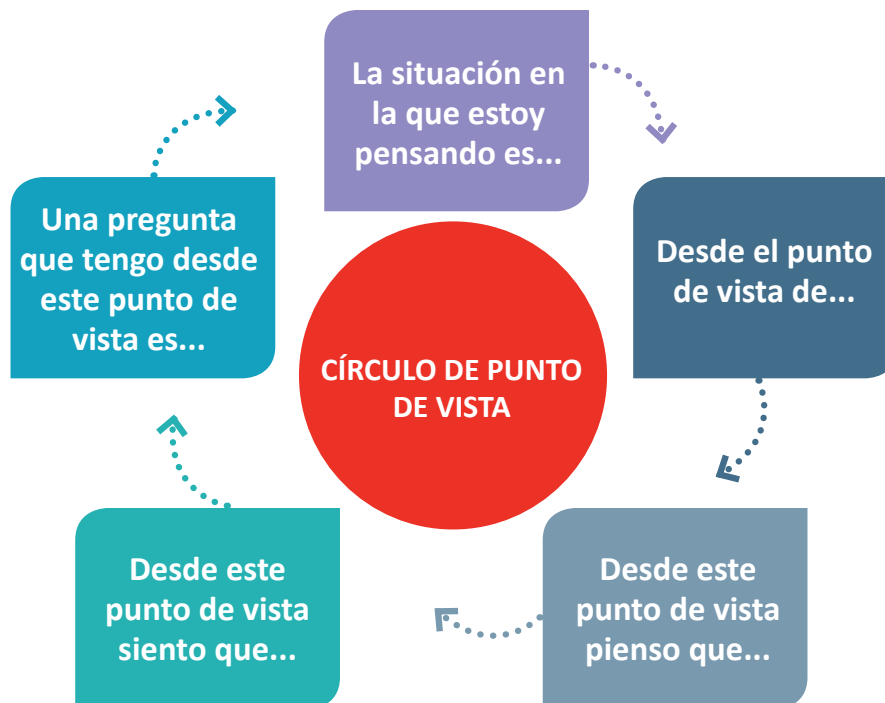 La situación en
la que estoy
pensando es...
Desde el punto
de vista de...
Desde este
punto de vista
pienso que...
Desde este
punto de vista
siento que...
Una pregunta
que tengo desde
este punto de
vista es...
CÍRCULO DE PUNTO
DE VISTA